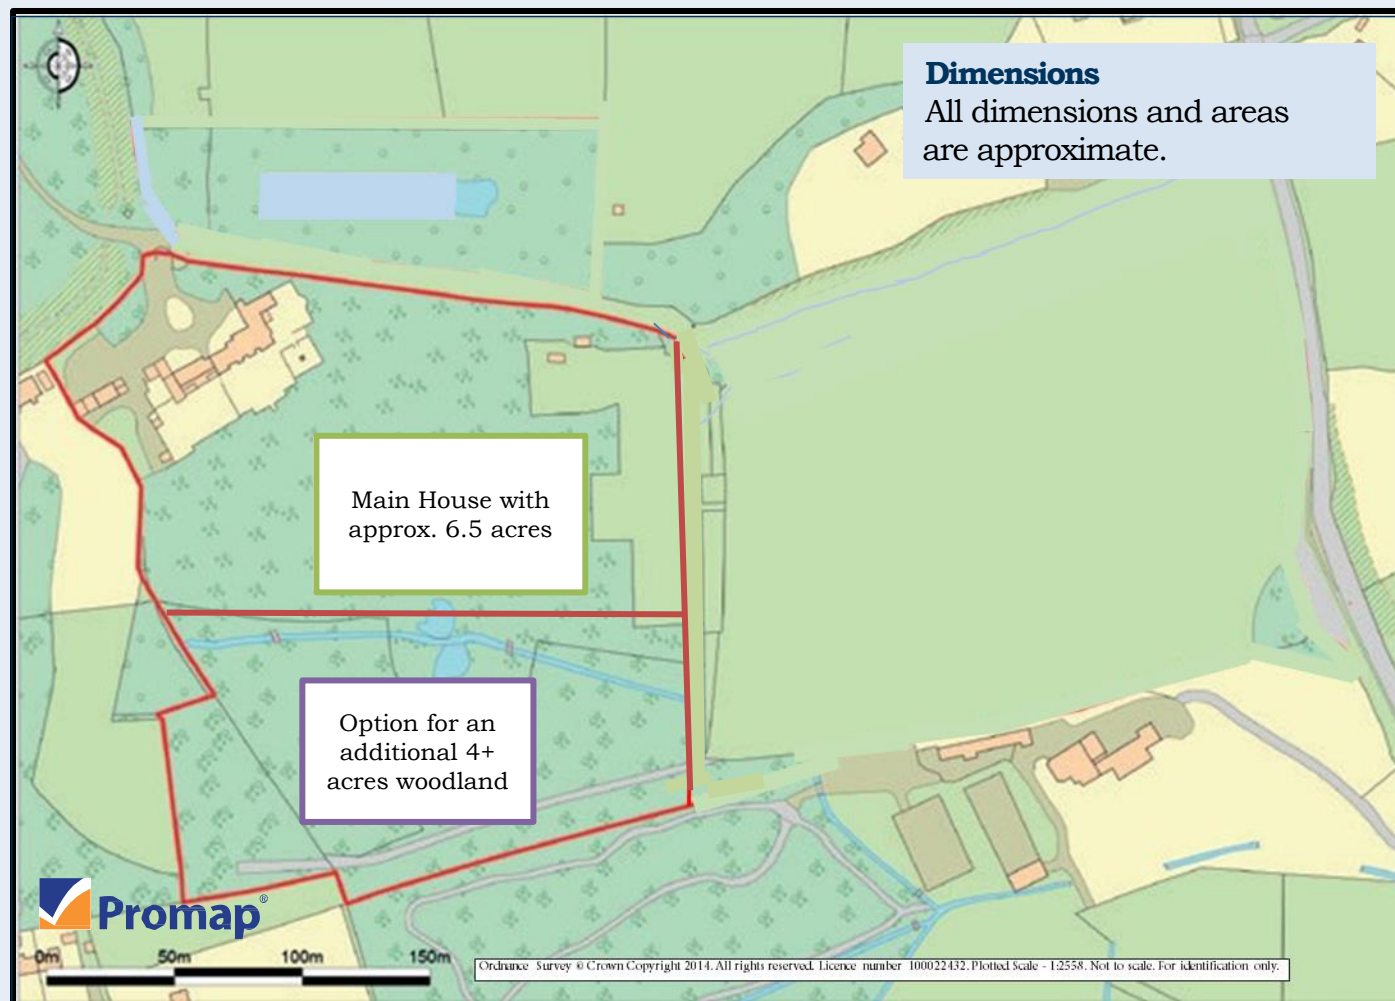 Dimensions
All dimensions and areas
are approximate.
Main House with
approx. 6.5 acres
Option for an
additional 4+
acres woodland
Promap®
0m 50m 100m 150m
Ordnance Survey © Crown Copyright 2014. All rights reserved. Licence number 100022432. Plotted Scale - 1:2558. Not to scale. For identification only.